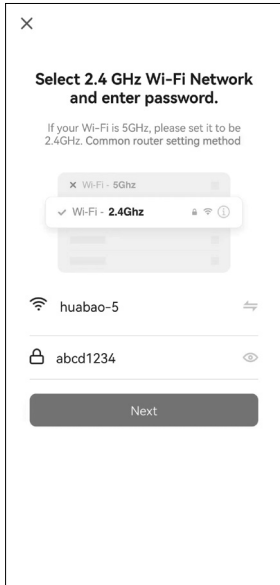 Select 2.4 GHz Wi-Fi Network
and enter password.
If your Wi-Fi is 5GHz, please set it to be
2.4GHz. Common router setting method
Wi-Fi - 5Ghz
Wi-Fi - 2.4Ghz
huabao-5
abcd1234
Next